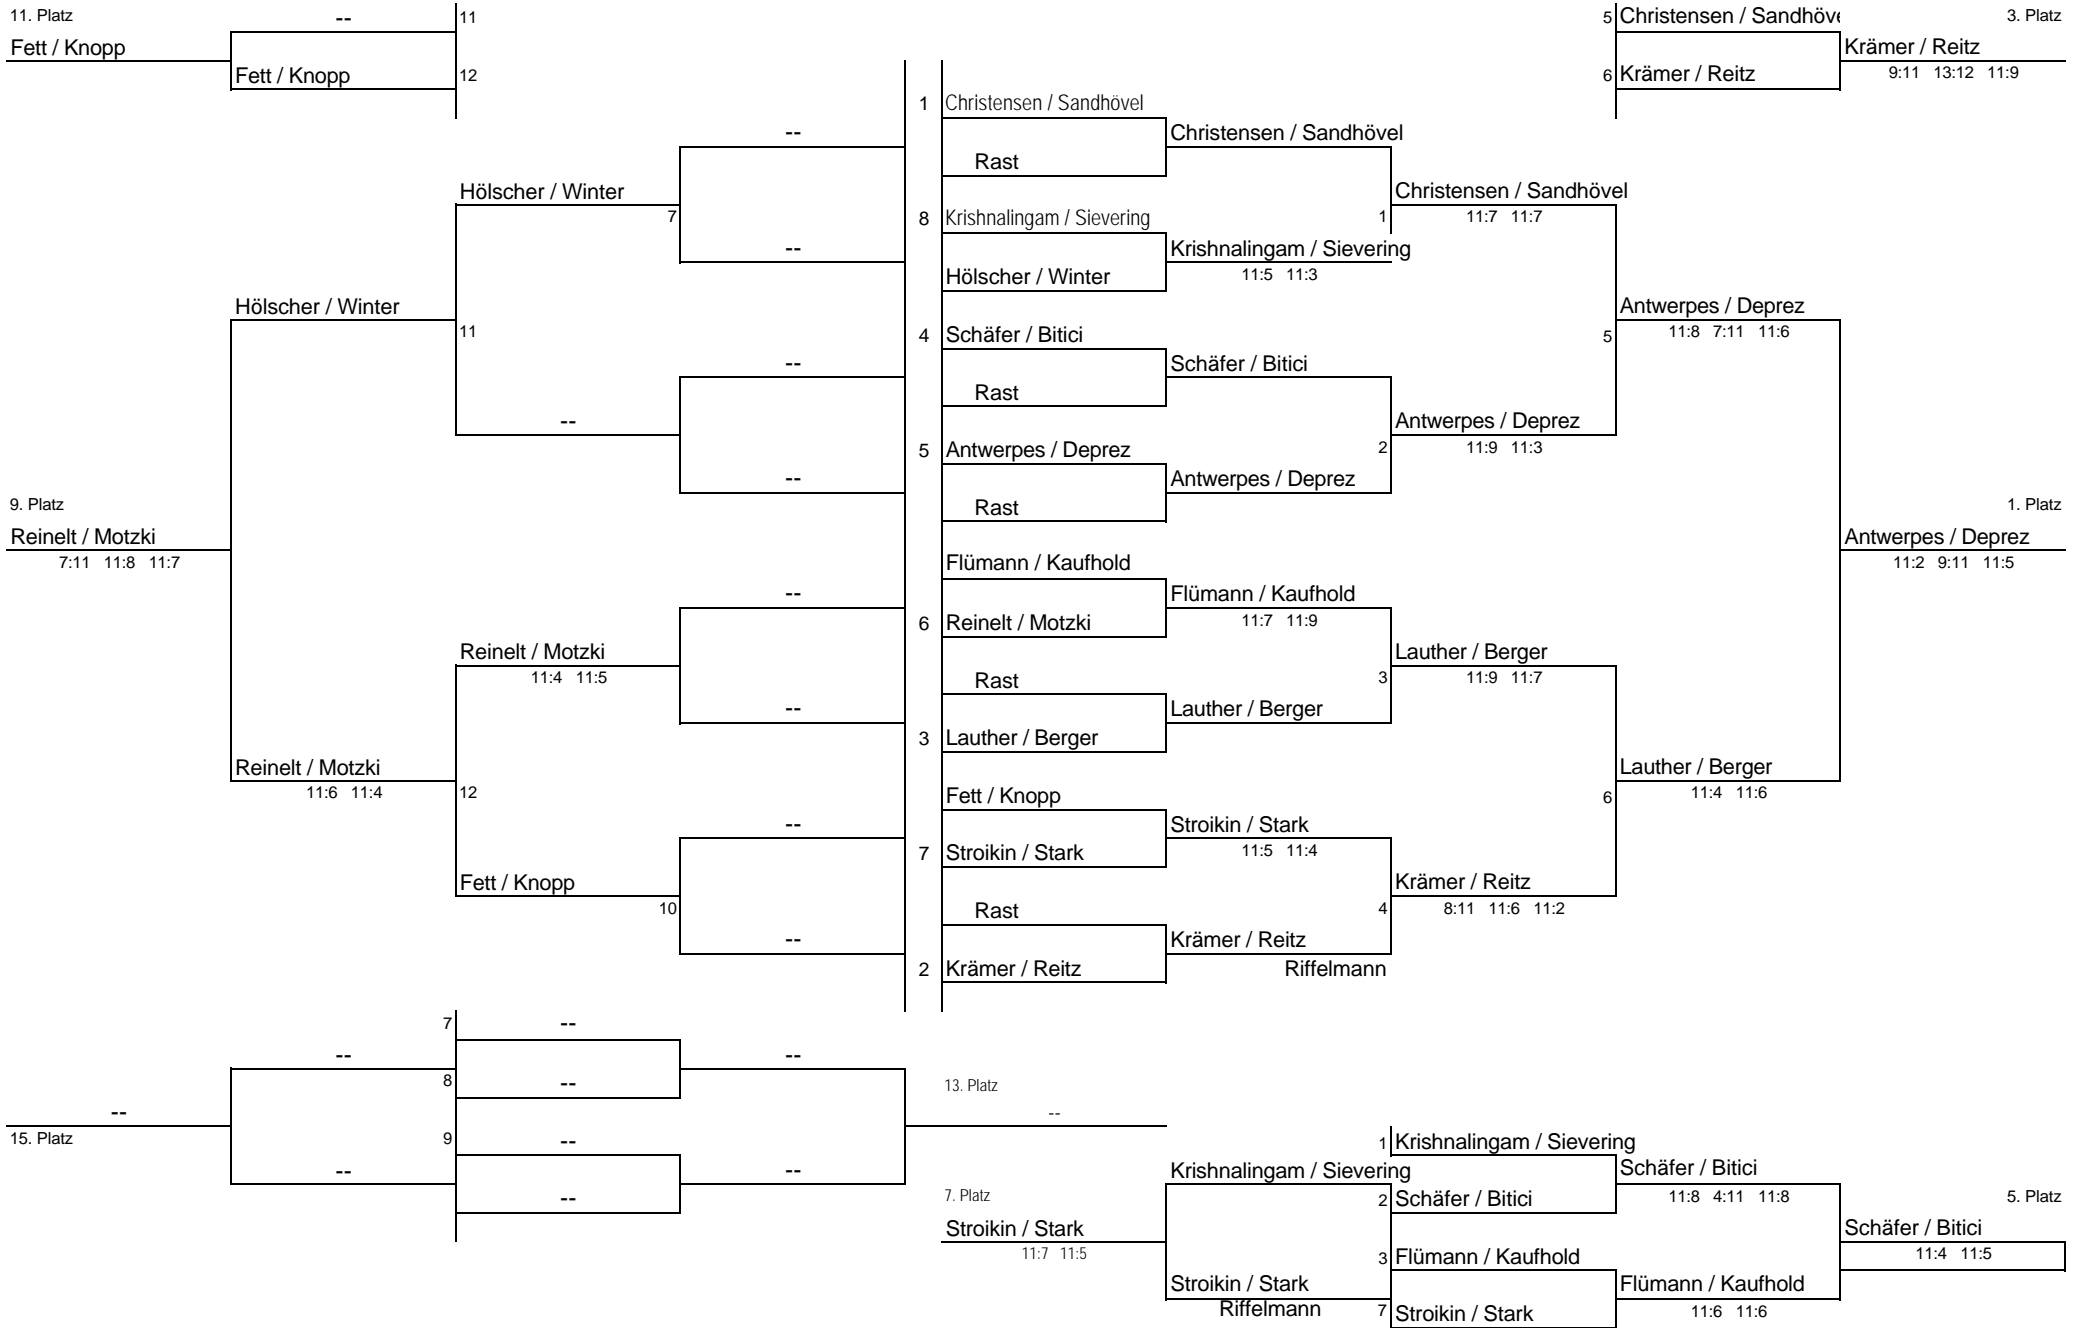 11. Platz
--
11
5 Christensen / Sandhöve
3. Platz
Fett / Knopp
Krämer / Reitz
Fett / Knopp
12
6 Krämer / Reitz
9:11 13:12 11:9
1 Christensen / Sandhövel
--
Christensen / Sandhövel
Rast
Hölscher / Winter
Christensen / Sandhövel
7
8 Krishnalingam / Sievering
1
11:7 11:7
--
Krishnalingam / Sievering
Hölscher / Winter
11:5 11:3
Hölscher / Winter
Antwerpes / Deprez
11
4 Schäfer / Bitici
5
11:8 7:11 11:6
--
Schäfer / Bitici
Rast
--
Antwerpes / Deprez
5 Antwerpes / Deprez
2
11:9 11:3
--
Antwerpes / Deprez
9. Platz
Rast
1. Platz
Reinelt / Motzki
Antwerpes / Deprez
7:11 11:8 11:7
Flümann / Kaufhold
11:2 9:11 11:5
--
Flümann / Kaufhold
6 Reinelt / Motzki
11:7 11:9
Reinelt / Motzki
Lauther / Berger
11:4 11:5
Rast
3
11:9 11:7
--
Lauther / Berger
3 Lauther / Berger
Reinelt / Motzki
Lauther / Berger
11:6 11:4
12
Fett / Knopp
6
11:4 11:6
--
Stroikin / Stark
7 Stroikin / Stark
11:5 11:4
Fett / Knopp
Krämer / Reitz
10
Rast
4
8:11 11:6 11:2
--
Krämer / Reitz
2 Krämer / Reitz
Riffelmann
7
--
--
--
8
--
13. Platz
--
--
15. Platz
9
--
1 Krishnalingam / Sievering
--
--
Krishnalingam / Sievering
Schäfer / Bitici
--
7. Platz
2 Schäfer / Bitici
11:8 4:11 11:8
5. Platz
Stroikin / Stark
Schäfer / Bitici
11:7 11:5
3 Flümann / Kaufhold
11:4 11:5
Stroikin / Stark
Flümann / Kaufhold
Riffelmann
7 Stroikin / Stark
11:6 11:6